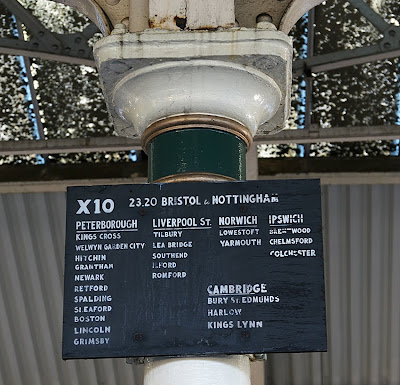 X10 23.20 BRISTOL & NOTTINGHAM
PETERBOROUGH
KINGS CROSS
WELWYN GARDEN CITY
HITCHIN
GRANTHAM
NEWARK
RETFORD
SPALDING
SLEAFORD
BOSTON
LINCOLN
GRIMSBY
LIVERPOOL ST.
TILBURY
LEA BRIDGE
SOUTHEND
ILFORD
ROMFORD
NORWICH
LOWESTOFT
YARMOUTH
IPSWICH
BRENTWOOD
CHELMSFORD
COLCHESTER
CAMBRIDGE
BURY ST. EDMUNDS
HARLOW
KINGS LYNN